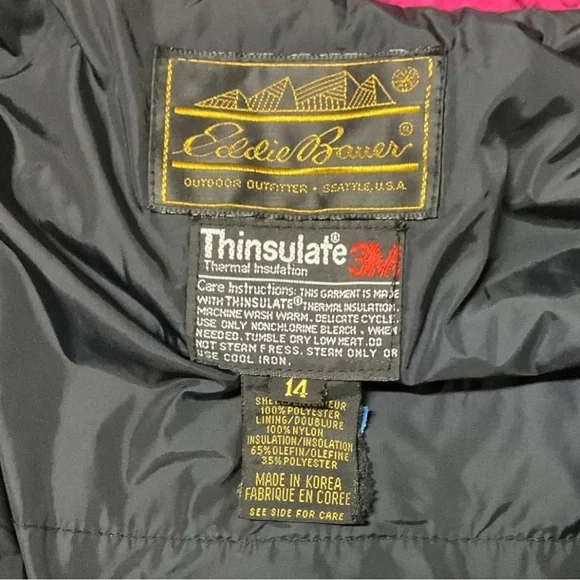 Eddie Bauer®
OUTDOOR OUTFITTER • SEATTLE, U.S.A.
Thinsulate® 3M
Thermal Insulation
Care Instructions: THIS GARMENT IS MADE
WITH THINSULATE® THERMAL INSULATION.
MACHINE WASH WARM. DELICATE CYCLE.
USE ONLY NONCHLORINE BLEACH. WHEN
NEEDED. TUMBLE DRY LOW HEAT. DO
NOT STEAM PRESS. STEAM ONLY OR
USE COOL IRON.
14
100% POLYESTER
LINING/DOUBLURE
100% NYLON
INSULATION/INSOLATION
65% OLEFIN/OLEFINE
35% POLYESTER
MADE IN KOREA
FABRIQUE EN COREE
SEE SIDE FOR CARE